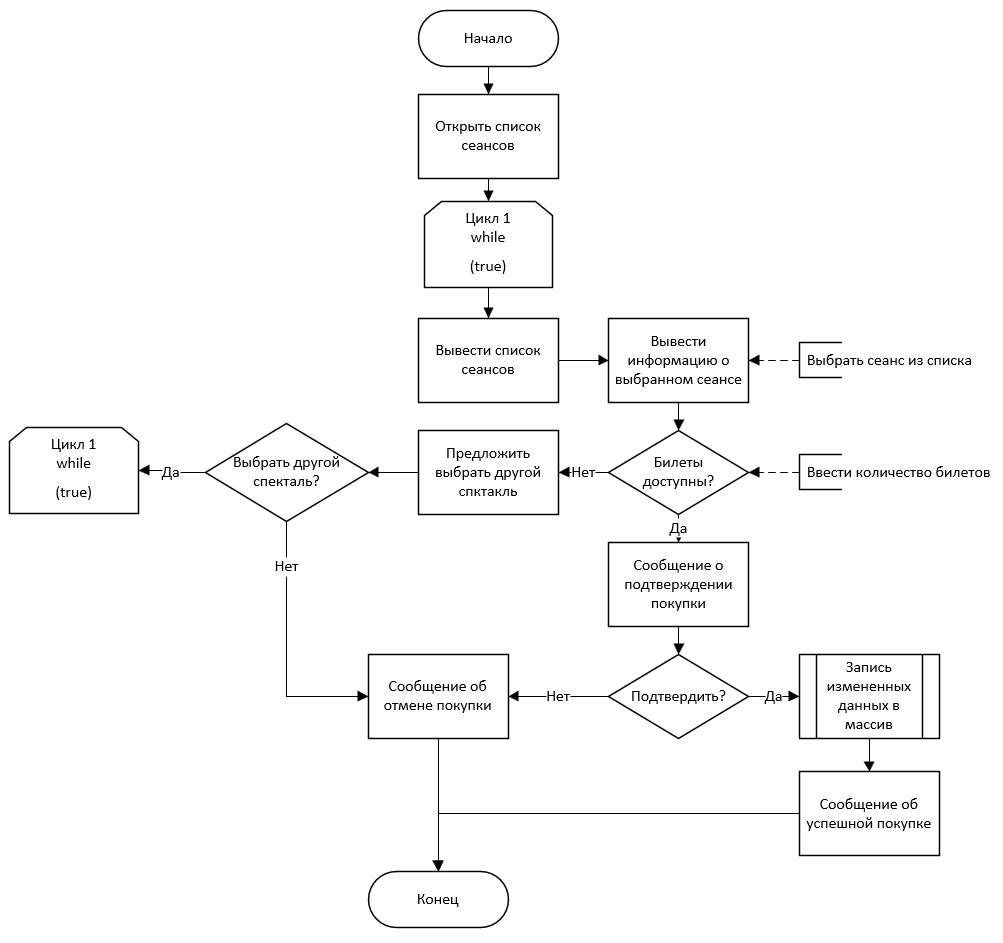 Начало
Открыть список
сеансов
Цикл 1
while
(true)
Вывести список
сеансов
Вывести
информацию о
выбранном сеансе
Выбрать сеанс из списка
Цикл 1
while
(true)
Да
Выбрать другой
спекталь?
Предложить
выбрать другой
спктакль
Нет
Билеты
доступны?
Ввести количество билетов
Да
Нет
Сообщение о
подтверждении
покупки
Сообщение об
отмене покупки
Нет
Подтвердить?
Да
Запись
измененных
данных в
массив
Сообщение об
успешной покупке
Конец